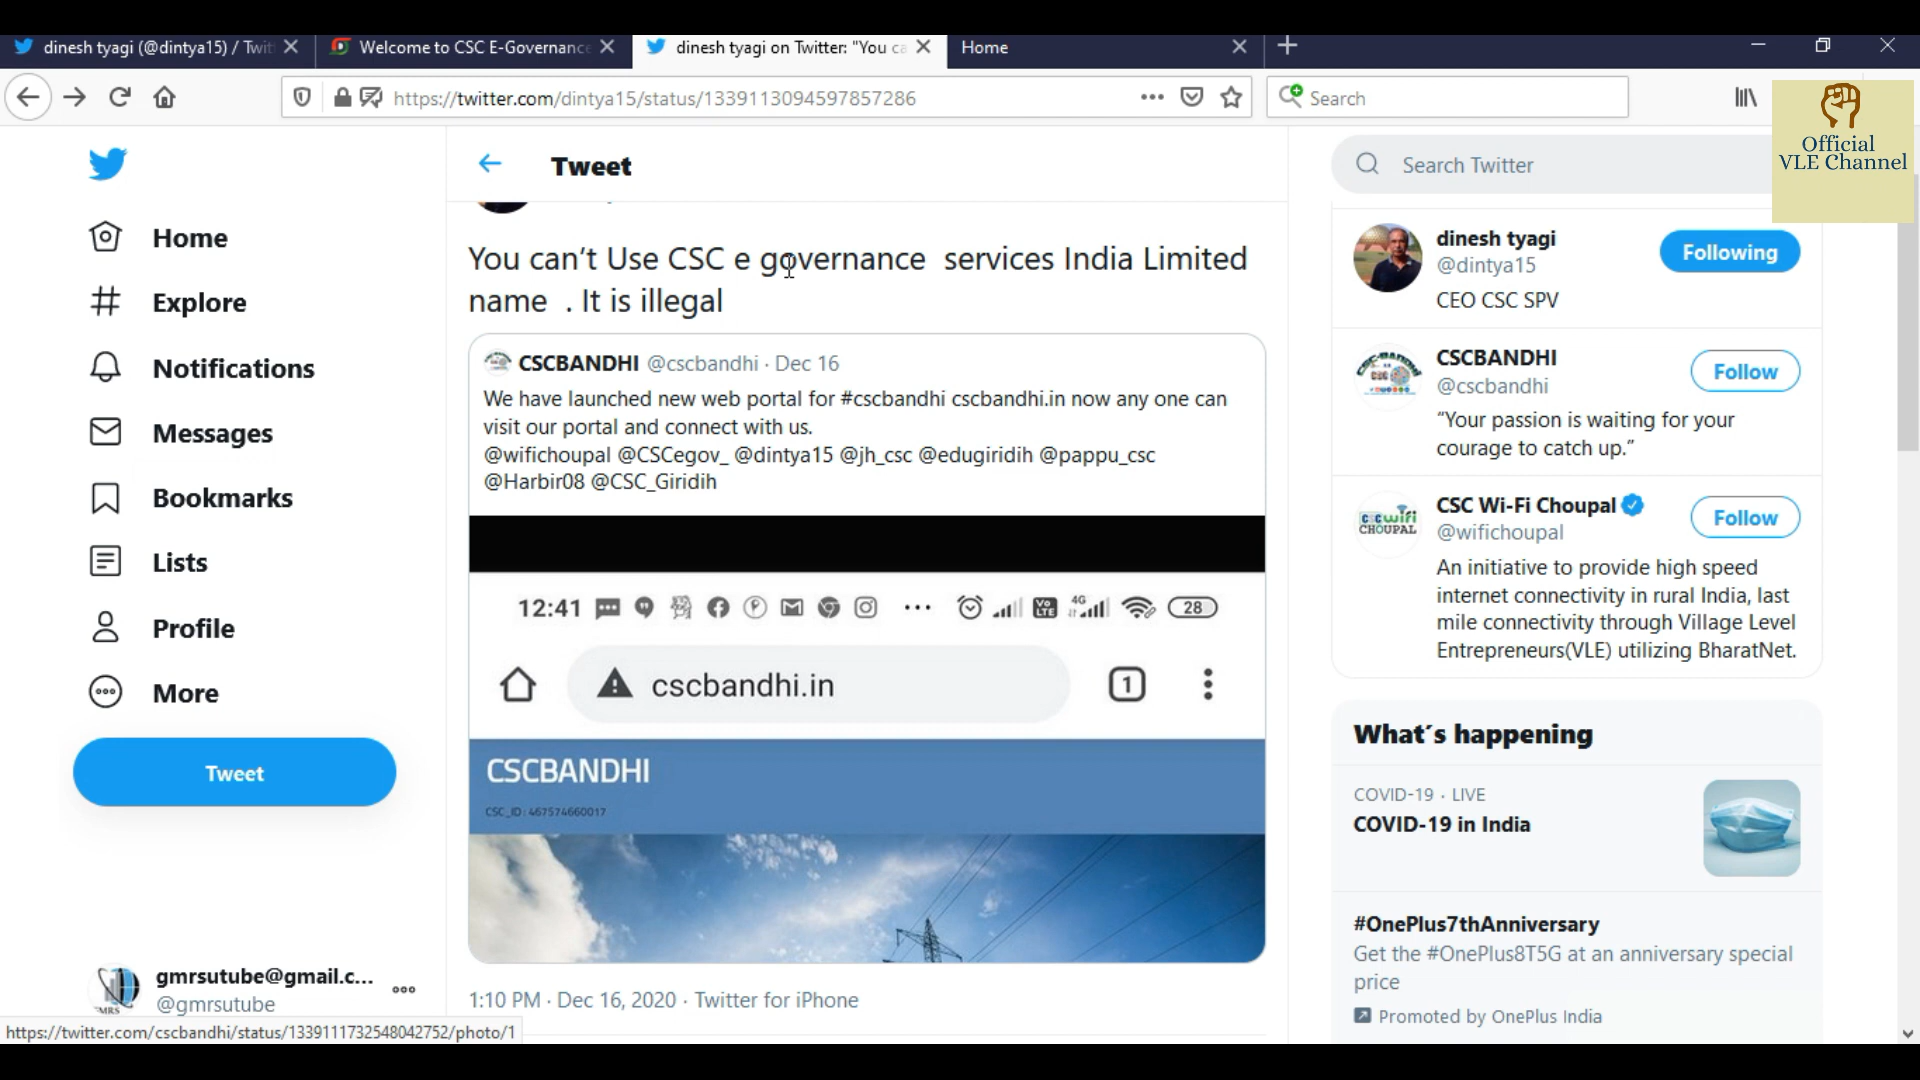 dinesh tyagi (@dintya15) / Twit
Welcome to CSC E-Governance
dinesh tyagi on Twitter: "You ca
Home
https://twitter.com/dintya15/status/1339113094597857286
Search
Official
VLE Channel
Home
Explore
Notifications
Messages
Bookmarks
Lists
Profile
More
Tweet
gmrsutube@gmail.c...
@gmrsutube
https://twitter.com/cscbandhi/status/1339111732548042752/photo/1
Tweet
You can't Use CSC e governance services India Limited
name . It is illegal
CSCBANDHI @cscbandhi · Dec 16
We have launched new web portal for #cscbandhi cscbandhi.in now any one can
visit our portal and connect with us.
@wifichoupal @CSCegov_ @dintya15 @jh_csc @edugiridih @pappu_csc
@Harbir08 @CSC_Giridih
12:41
4G
28
cscbandhi.in
1
CSCBANDHI
CSC_ID: 467574660017
1:10 PM · Dec 16, 2020 · Twitter for iPhone
Search Twitter
dinesh tyagi
@dintya15
CEO CSC SPV
Following
CSCBANDHI
@cscbandhi
Follow
"Your passion is waiting for your
courage to catch up."
CSC Wi-Fi Choupal
@wifichoupal
Follow
An initiative to provide high speed
internet connectivity in rural India, last
mile connectivity through Village Level
Entrepreneurs(VLE) utilizing BharatNet.
What's happening
COVID-19 · LIVE
COVID-19 in India
#OnePlus7thAnniversary
Get the #OnePlus8T5G at an anniversary special
price
Promoted by OnePlus India